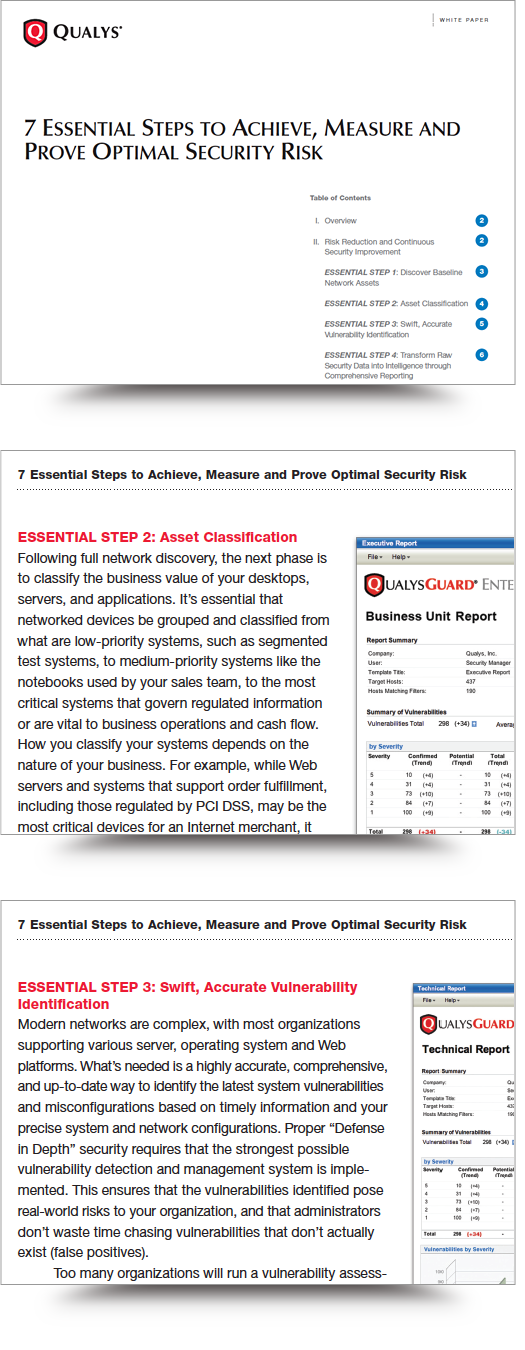 QUALYS®
WHITE PAPER
7 ESSENTIAL STEPS TO ACHIEVE, MEASURE AND
PROVE OPTIMAL SECURITY RISK
Table of Contents
I. Overview 2
II. Risk Reduction and Continuous
Security Improvement 2
ESSENTIAL STEP 1: Discover Baseline
Network Assets 3
ESSENTIAL STEP 2: Asset Classification 4
ESSENTIAL STEP 3: Swift, Accurate
Vulnerability Identification 5
ESSENTIAL STEP 4: Transform Raw
Security Data into Intelligence through
Comprehensive Reporting 6
7 Essential Steps to Achieve, Measure and Prove Optimal Security Risk
ESSENTIAL STEP 2: Asset Classification
Following full network discovery, the next phase is
to classify the business value of your desktops,
servers, and applications. It's essential that
networked devices be grouped and classified from
what are low-priority systems, such as segmented
test systems, to medium-priority systems like the
notebooks used by your sales team, to the most
critical systems that govern regulated information
or are vital to business operations and cash flow.
How you classify your systems depends on the
nature of your business. For example, while Web
servers and systems that support order fulfillment,
including those regulated by PCI DSS, may be the
most critical devices for an Internet merchant, it
Executive Report
File Help
QUALYSGUARD® ENTE
Business Unit Report
Report Summary
Company: Qualys, Inc.
User: Security Manager
Template Title: Executive Report
Target Hosts: 437
Hosts Matching Filters: 190
Summary of Vulnerabilities
Vulnerabilities Total 298 (+34) Avera
by Severity
Severity Confirmed (Trend) Potential (Trend) Total (Trend)
5 10 (+4) - 10 (+4)
4 31 (+4) - 31 (+4)
3 73 (+10) - 73 (+10)
2 84 (+7) - 84 (+7)
1 100 (+9) - 100 (+9)
Total 298 (+34) - 298 (-34)
7 Essential Steps to Achieve, Measure and Prove Optimal Security Risk
ESSENTIAL STEP 3: Swift, Accurate Vulnerability
Identification
Modern networks are complex, with most organizations
supporting various server, operating system and Web
platforms. What's needed is a highly accurate, comprehensive,
and up-to-date way to identify the latest system vulnerabilities
and misconfigurations based on timely information and your
precise system and network configurations. Proper “Defense
in Depth” security requires that the strongest possible
vulnerability detection and management system is imple-
mented. This ensures that the vulnerabilities identified pose
real-world risks to your organization, and that administrators
don't waste time chasing vulnerabilities that don't actually
exist (false positives).
Too many organizations will run a vulnerability assess-
Technical Report
File Help
QUALYSGUARD
Technical Report
Report Summary
Company: Qu
User: Se
Template Title: Ex
Target Hosts: 43
Hosts Matching Filters: 190
Summary of Vulnerabilities
Vulnerabilities Total 298 (+34)
by Severity
Severity Confirmed (Trend) Potential (Trend)
5 10 (+4) -
4 31 (+4) -
3 73 (+10) -
2 84 (+7) -
1 100 (+9) -
Total 298 (+34) -
Vulnerabilities by Severity